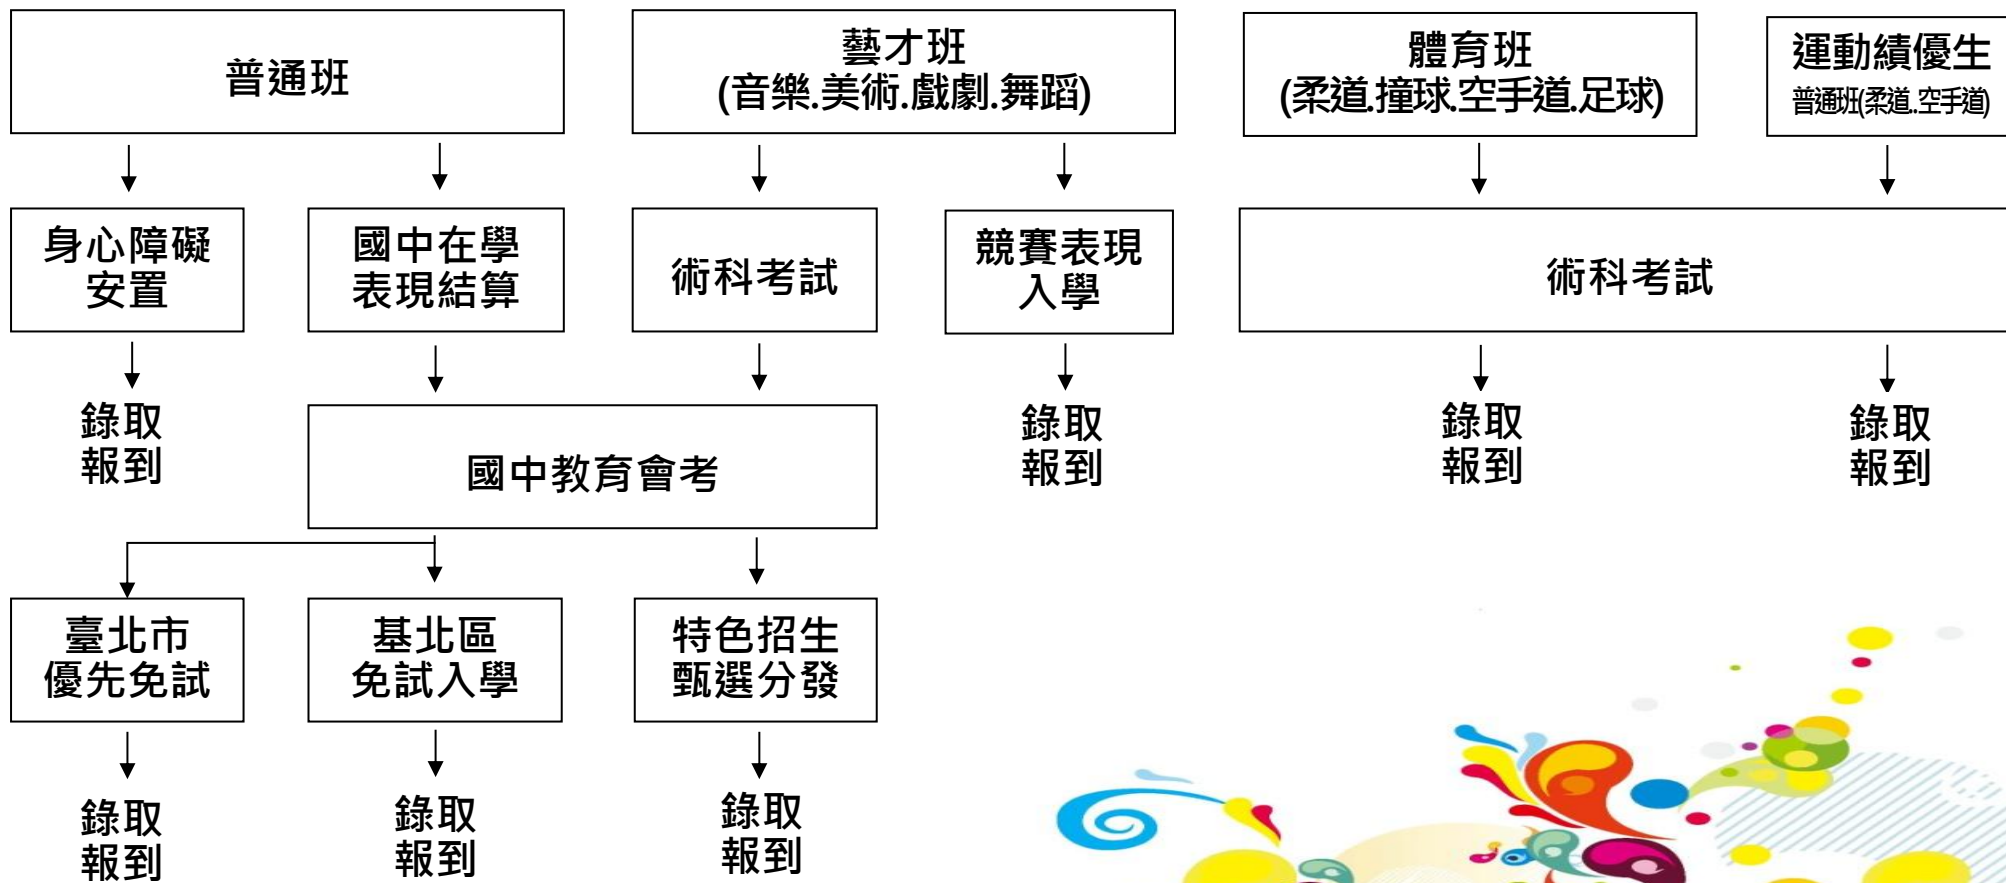 普通班
藝才班
(音樂.美術.戲劇.舞蹈)
體育班
(柔道.撞球.空手道.足球)
運動績優生
普通班(柔道..空手道)
身心障礙
安置
國中在學
表現結算
術科考試
競賽表現
入學
術科考試
錄取
報到
國中教育會考
錄取
報到
錄取
報到
錄取
報到
臺北市
優先免試
基北區
免試入學
特色招生
甄選分發
錄取
報到
錄取
報到
錄取
報到